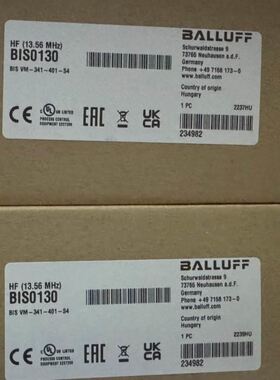 HF (13.56 MHz)
BIS0130
BIS VM-341-401-S4
BALLUFF
Schurwaldstrasse 9
73765 Neuhausen a.d.F.
Germany
Phone +49 7158 173-0
www.balluff.com
Country of origin
Hungary
1 PC 2237HU
234982
CE
UL LISTED
PROCESS CONTROL
EQUIPMENT
UK
CA
HF (13.56 MHz)
BIS0130
BIS VM-341-401-S4
BALLUFF
Schurwaldstrasse 9
73765 Neuhausen a.d.F.
Germany
Phone +49 7158 173-0
www.balluff.com
Country of origin
Hungary
1 PC 2239HU
234982
CE
UL LISTED
PROCESS CONTROL
EQUIPMENT
UK
CA